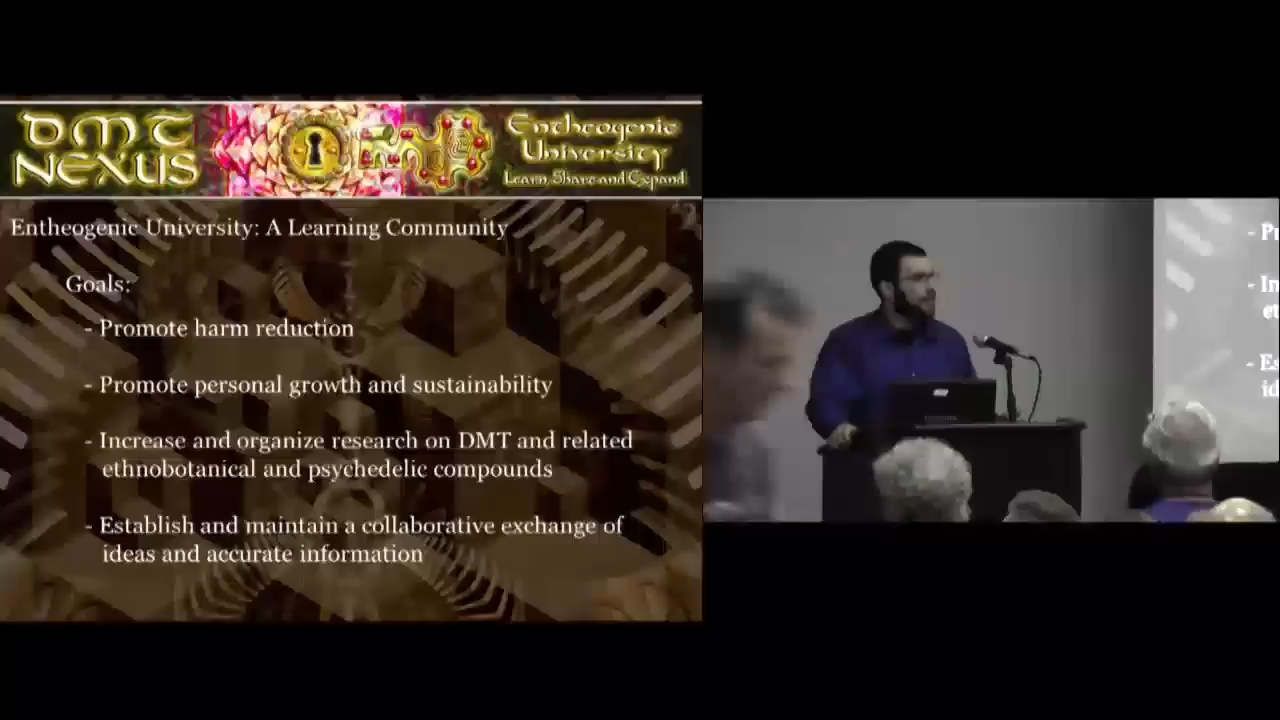 DMT
NEXUS
Entheogenic
University
Learn, Share and Expand
Entheogenic University: A Learning Community
Goals:
- Promote harm reduction
- Promote personal growth and sustainability
- Increase and organize research on DMT and related
ethnobotanical and psychedelic compounds
- Establish and maintain a collaborative exchange of
ideas and accurate information